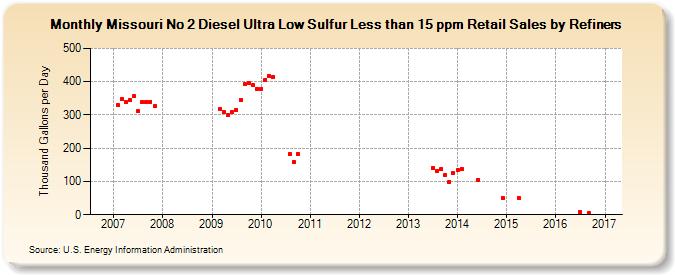 Monthly Missouri No 2 Diesel Ultra Low Sulfur Less than 15 ppm Retail Sales by Refiners
Thousand Gallons per Day
500
400
300
200
100
0
2007 2008 2009 2010 2011 2012 2013 2014 2015 2016 2017
Source: U.S. Energy Information Administration